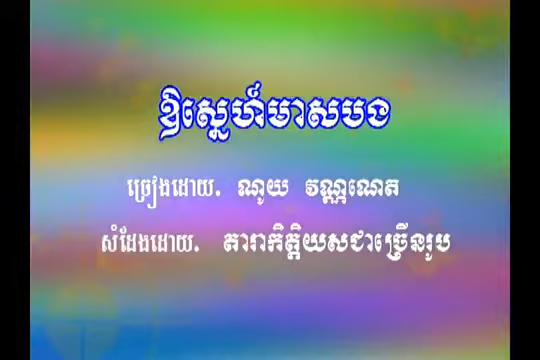 ឱស្នេហ៍មាសបង
ច្រៀងដោយ. ណូយ វណ្ណណេត
សំដែងដោយ. តារាកិត្តិយសជាច្រើនរូប